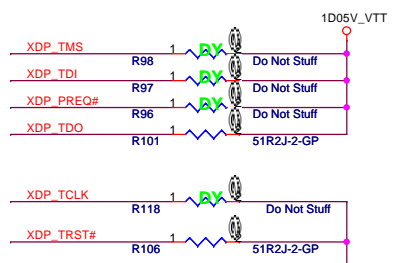 1D05V_VTT
XDP_TMS
R98 1 DY Do Not Stuff
XDP_TDI
R97 1 DY Do Not Stuff
XDP_PREQ#
R96 1 DY Do Not Stuff
XDP_TDO
R101 1 51R2J-2-GP
XDP_TCLK
R118 1 DY Do Not Stuff
XDP_TRST#
R106 1 51R2J-2-GP